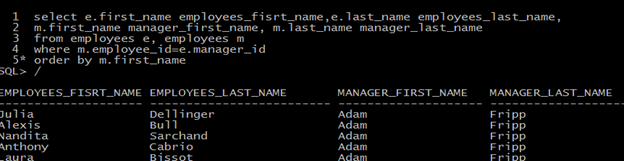 1 select e.first_name employees_fisrt_name,e.last_name employees_last_name,
2 m.first_name manager_first_name, m.last_name manager_last_name
3 from employees e, employees m
4 where m.employee_id=e.manager_id
5* order by m.first_name
SQL> /
EMPLOYEES_FISRT_NAME EMPLOYEES_LAST_NAME MANAGER_FIRST_NAME MANAGER_LAST_NAME
-------------------- ------------------------- -------------------- -------------------
Julia Dellinger Adam Fripp
Alexis Bull Adam Fripp
Nandita Sarchand Adam Fripp
Anthony Cabrio Adam Fripp
Laura Bissot Adam Fripp